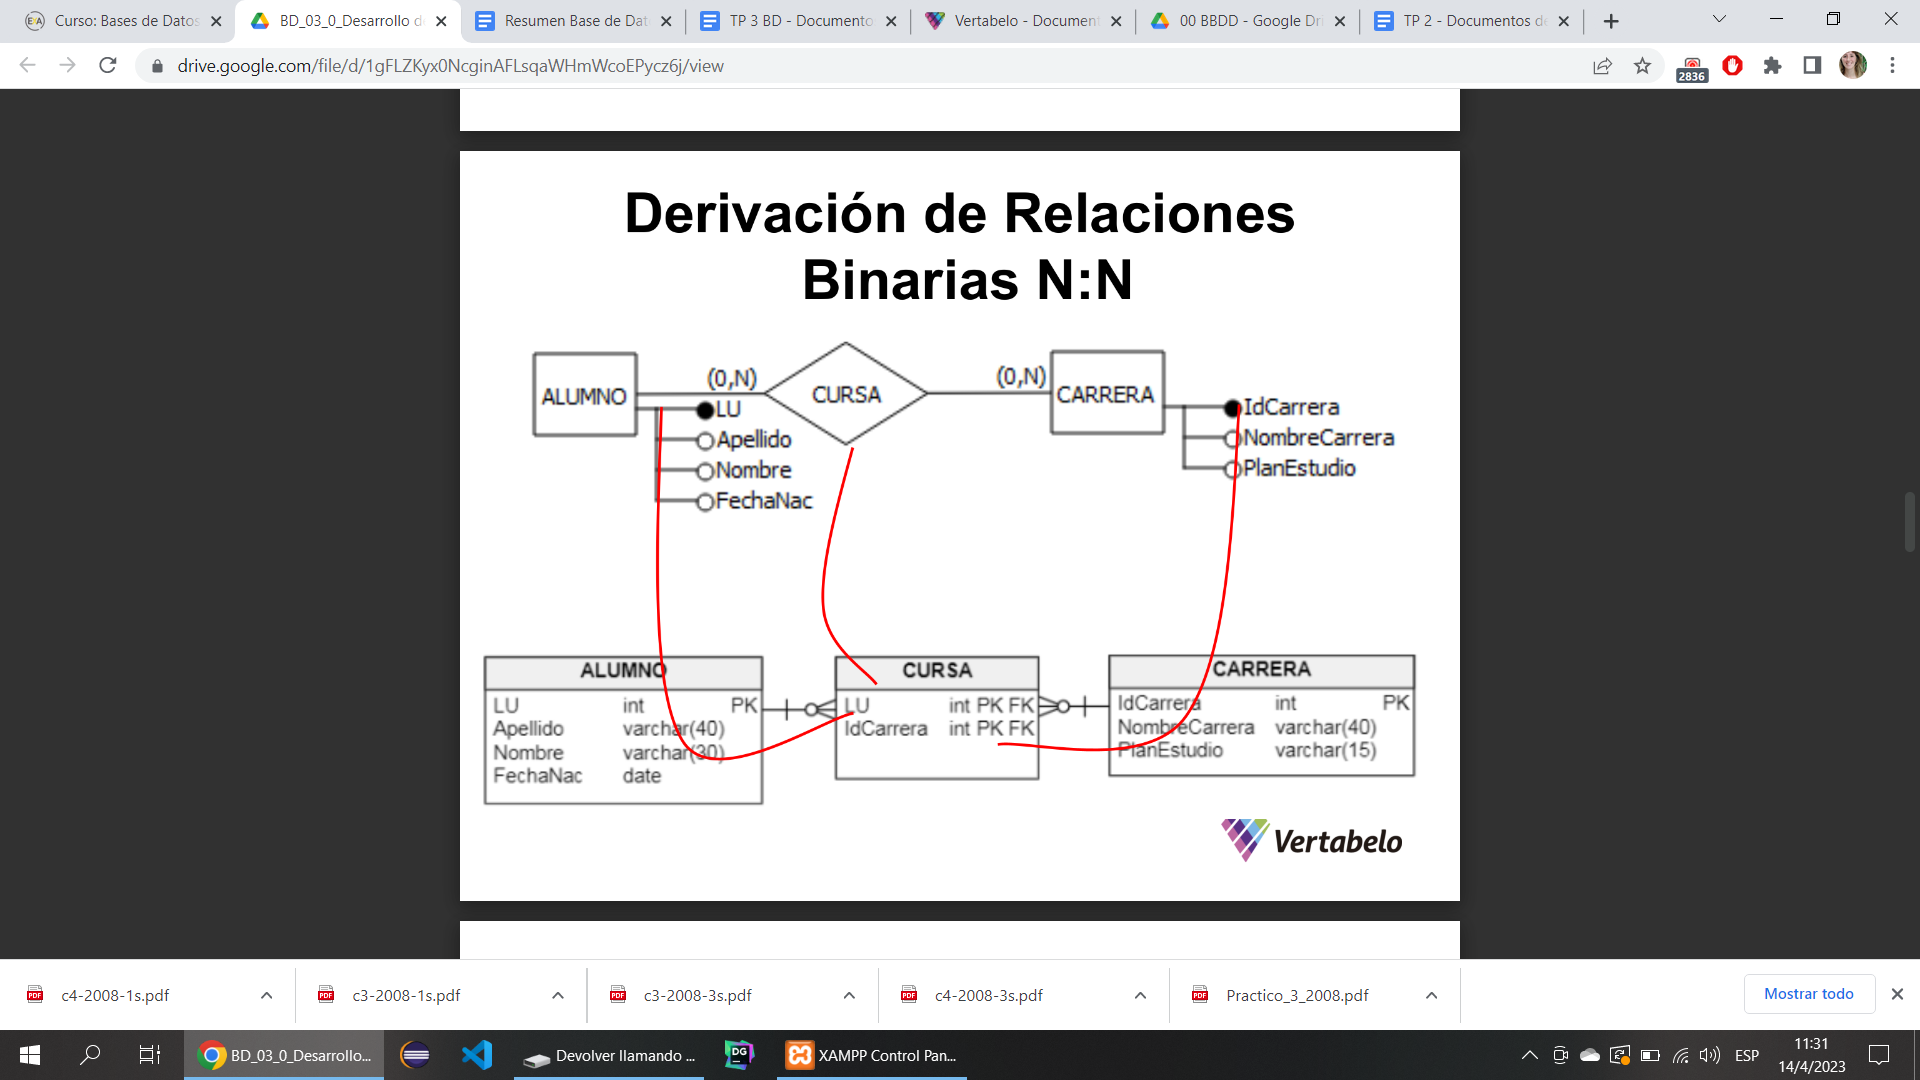 Curso: Bases de Datos
BD_03_0_Desarrollo de
Resumen Base de Dat
TP 3 BD - Documento
Vertabelo - Document
00 BBDD - Google Dri
TP 2 - Documentos de
drive.google.com/file/d/1gFLZKyx0NcginAFLsqaWHmWcoEPycz6j/view
2836
Derivación de Relaciones
Binarias N:N
ALUMNO
(0,N)
CURSA
(0,N)
CARRERA
LU
Apellido
Nombre
FechaNac
IdCarrera
NombreCarrera
PlanEstudio
ALUMNO
LU int PK
Apellido varchar(40)
Nombre varchar(30)
FechaNac date
CURSA
LU int PK FK
IdCarrera int PK FK
CARRERA
IdCarrera int PK
NombreCarrera varchar(40)
PlanEstudio varchar(15)
Vertabelo
c4-2008-1s.pdf
c3-2008-1s.pdf
c3-2008-3s.pdf
c4-2008-3s.pdf
Practico_3_2008.pdf
Mostrar todo
BD_03_0_Desarrollo...
Devolver llamando ...
DG
XAMPP Control Pan...
ESP
11:31
14/4/2023